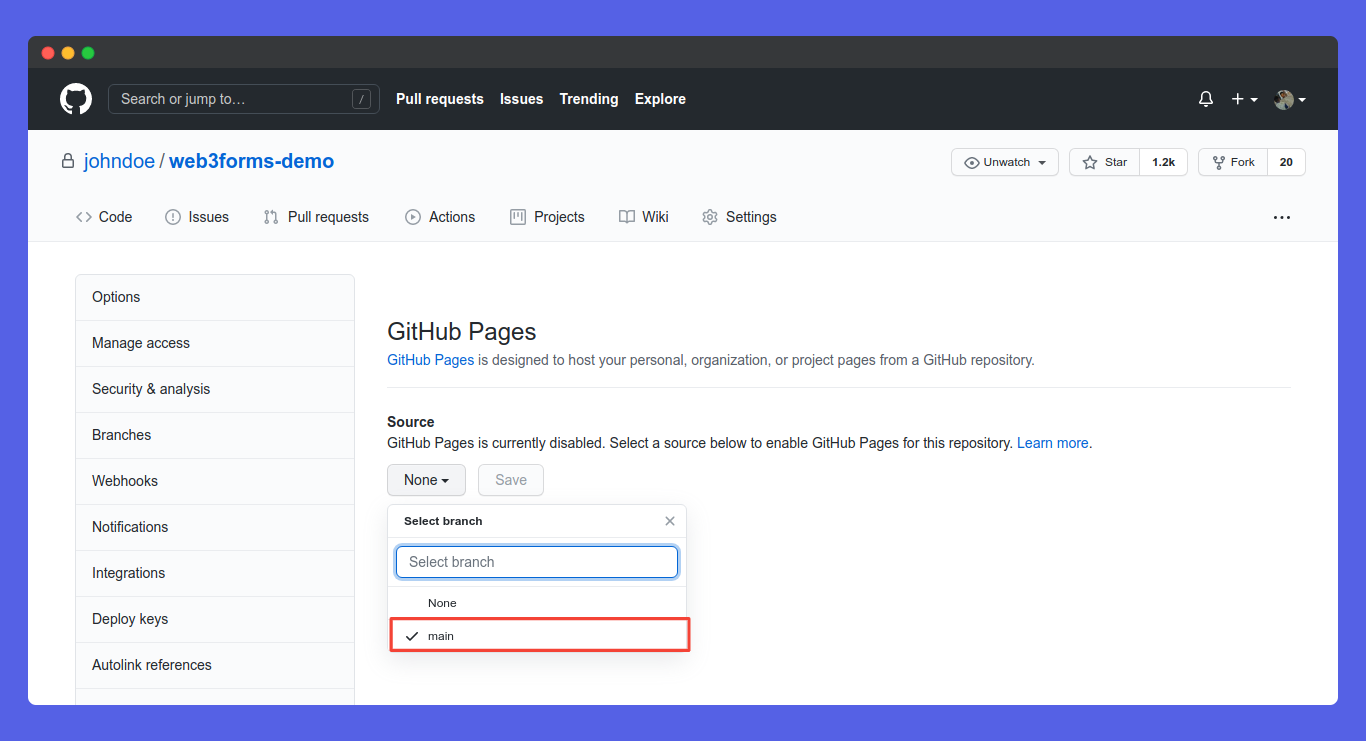 Search or jump to… / Pull requests Issues Trending Explore
johndoe / web3forms-demo Unwatch Star 1.2k Fork 20
Code Issues Pull requests Actions Projects Wiki Settings
Options
Manage access
Security & analysis
Branches
Webhooks
Notifications
Integrations
Deploy keys
Autolink references
GitHub Pages
GitHub Pages is designed to host your personal, organization, or project pages from a GitHub repository.
Source
GitHub Pages is currently disabled. Select a source below to enable GitHub Pages for this repository. Learn more.
None Save
Select branch
Select branch
None
main